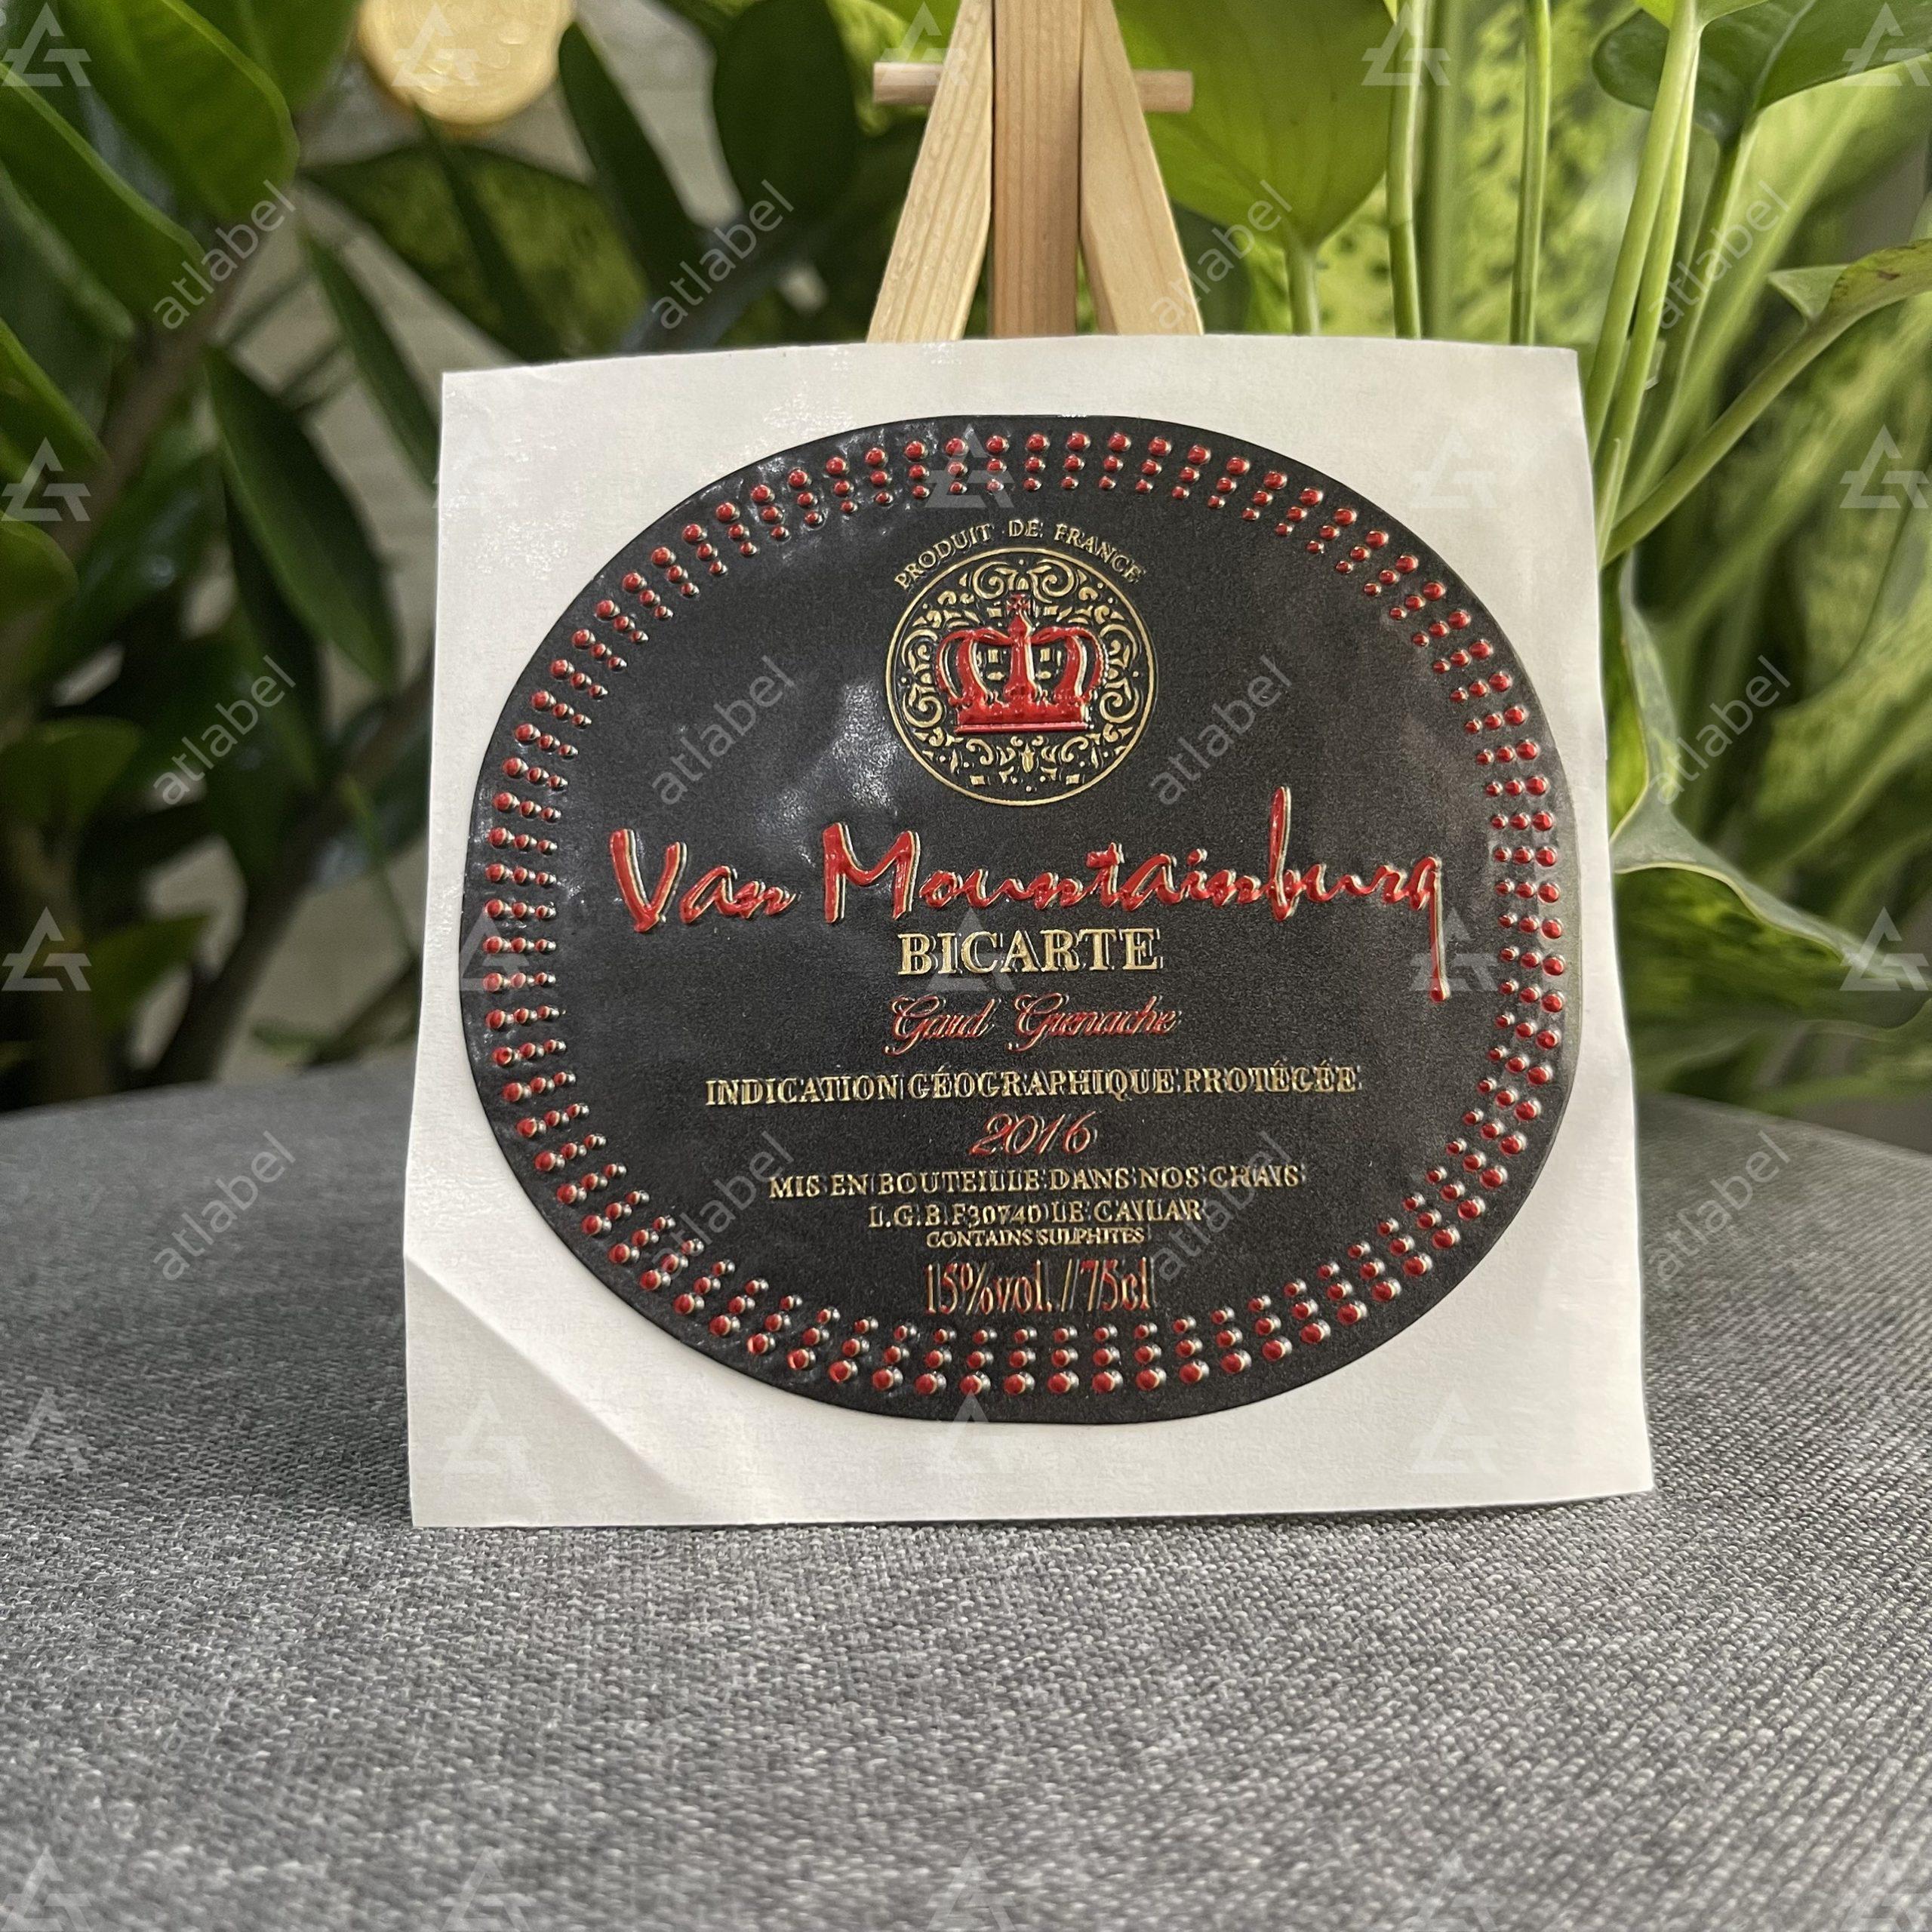 PRODUIT DE FRANCE
Van Mountainburg
BICARTE
Gard Grenache
INDICATION GÉOGRAPHIQUE PROTÉGÉE
2016
MIS EN BOUTEILLE DANS NOS CHAIS
L.G.B.F30740 LE CAILAR
CONTAINS SULPHITES
15%vol. / 75cl
atlabel